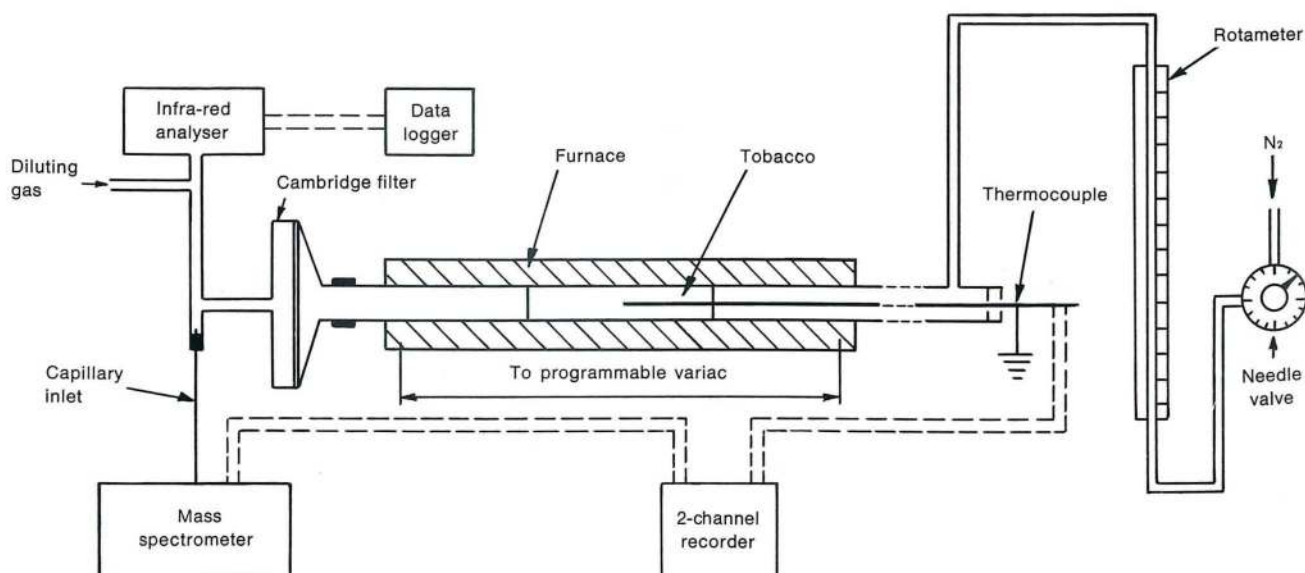 Rotameter
Infra-red
analyser
Data
logger
N₂
Diluting
gas
Furnace
Tobacco
Cambridge filter
Thermocouple
To programmable variac
Capillary
inlet
Needle
valve
Mass
spectrometer
2-channel
recorder